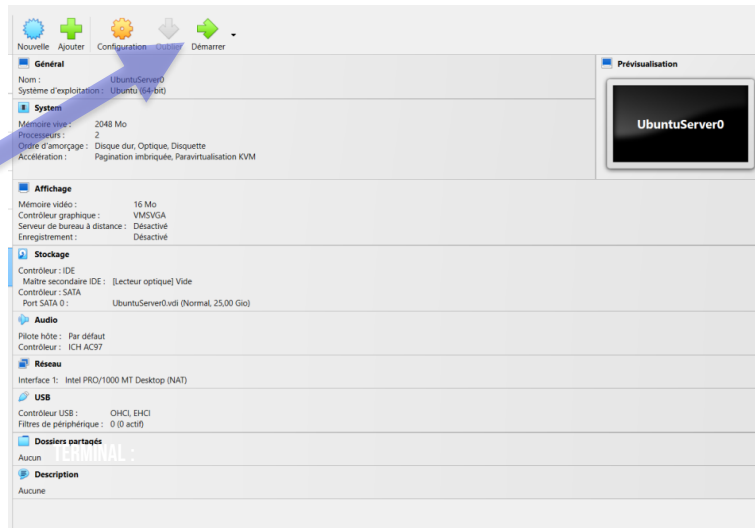 Nouvelle Ajouter Configuration Oublier Démarrer
Général
Nom : UbuntuServer0
Système d'exploitation : Ubuntu (64-bit)
System
Mémoire vive : 2048 Mo
Processeurs : 2
Ordre d'amorçage : Disque dur, Optique, Disquette
Accélération : Pagination imbriquée, Paravirtualisation KVM
Prévisualisation
UbuntuServer0
Affichage
Mémoire vidéo : 16 Mo
Contrôleur graphique : VMSVGA
Serveur de bureau à distance : Désactivé
Enregistrement : Désactivé
Stockage
Contrôleur : IDE
Maître secondaire IDE : [Lecteur optique] Vide
Contrôleur : SATA
Port SATA 0 : UbuntuServer0.vdi (Normal, 25,00 Gio)
Audio
Pilote hôte : Par défaut
Contrôleur : ICH AC97
Réseau
Interface 1: Intel PRO/1000 MT Desktop (NAT)
USB
Contrôleur USB : OHCI, EHCI
Filtres de périphérique : 0 (0 actif)
Dossiers partagés
Aucun
TERMINAL :
Description
Aucune